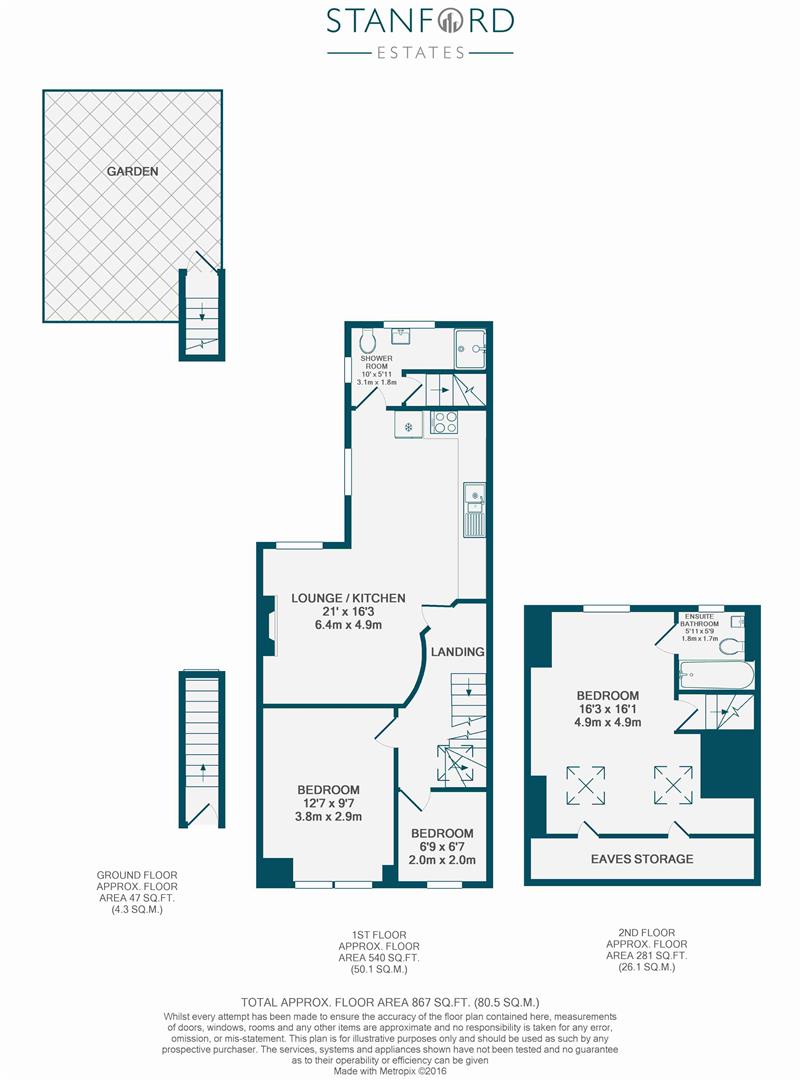 STANFORD
ESTATES
GARDEN
SHOWER
ROOM
10' x 5'11
3.1m x 1.8m
LOUNGE / KITCHEN
21' x 16'3
6.4m x 4.9m
LANDING
BEDROOM
12'7 x 9'7
3.8m x 2.9m
BEDROOM
6'9 x 6'7
2.0m x 2.0m
ENSUITE
BATHROOM
5'11 x 5'9
1.8m x 1.7m
BEDROOM
16'3 x 16'1
4.9m x 4.9m
EAVES STORAGE
GROUND FLOOR
APPROX. FLOOR
AREA 47 SQ.FT.
(4.3 SQ.M.)
1ST FLOOR
APPROX. FLOOR
AREA 540 SQ.FT.
(50.1 SQ.M.)
2ND FLOOR
APPROX. FLOOR
AREA 281 SQ.FT.
(26.1 SQ.M.)
TOTAL APPROX. FLOOR AREA 867 SQ.FT. (80.5 SQ.M.)
Whilst every attempt has been made to ensure the accuracy of the floor plan contained here, measurements
of doors, windows, rooms and any other items are approximate and no responsibility is taken for any error,
omission, or mis-statement. This plan is for illustrative purposes only and should be used as such by any
prospective purchaser. The services, systems and appliances shown have not been tested and no guarantee
as to their operability or efficiency can be given
Made with Metropix ©2016